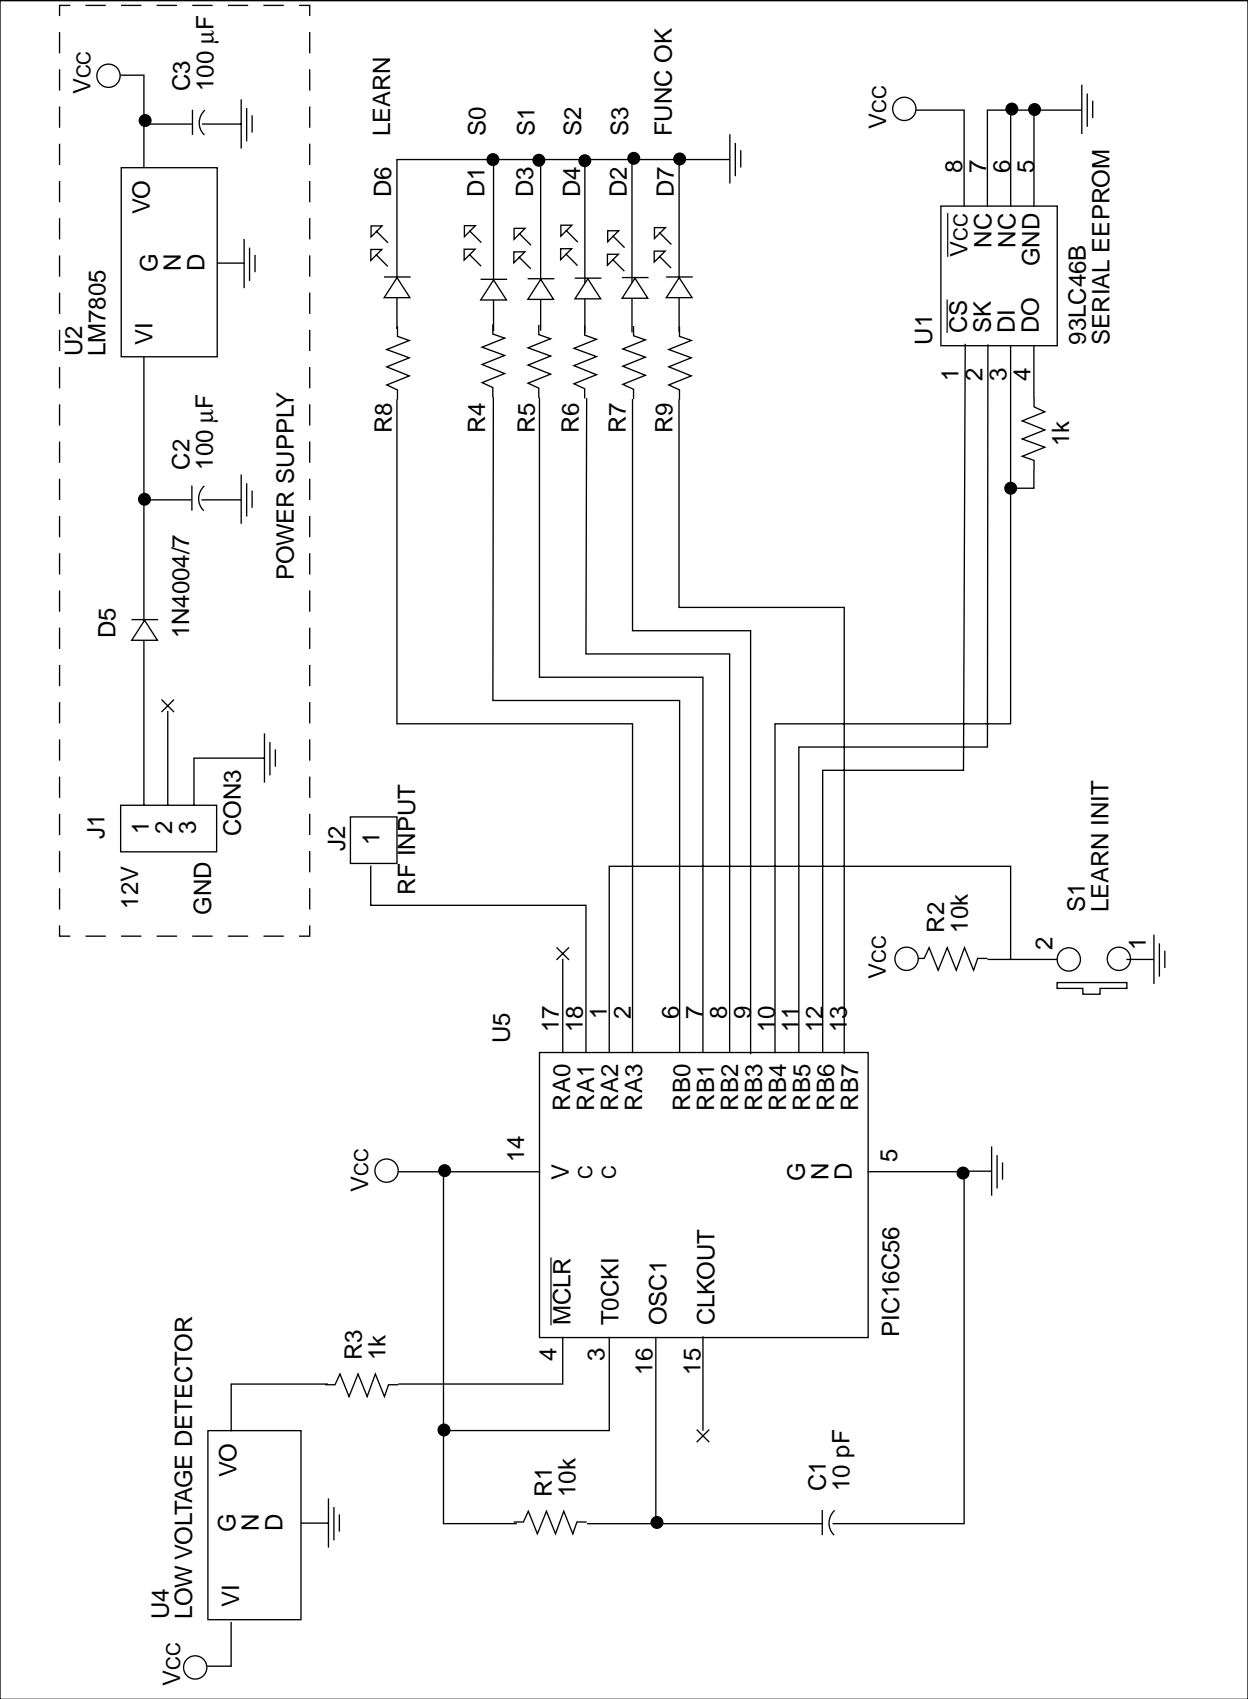 POWER SUPPLY
J1
12V
GND
1
2
3
CON3
D5
1N4004/7
C2
100 µF
U2
LM7805
VI
G
N
D
VO
VCC
C3
100 µF
U4
LOW VOLTAGE DETECTOR
VCC
VI
G
N
D
VO
R3
1k
R1
10k
C1
10 pF
VCC
14
4
3
16
15
MCLR
T0CKI
OSC1
CLKOUT
V
C
C
G
N
D
5
PIC16C56
U5
RA0 17
RA1 18
RA2 1
RA3 2
RB0 6
RB1 7
RB2 8
RB3 9
RB4 10
RB5 11
RB6 12
RB7 13
J2
1
RF INPUT
R8 D6 LEARN
R4 D1 S0
R5 D3 S1
R6 D4 S2
R7 D2 S3
R9 D7 FUNC OK
VCC
R2
10k
2
1
S1
LEARN INIT
U1
1 CS VCC 8
2 SK NC 7
3 DI NC 6
4 DO GND 5
VCC
1k
93LC46B
SERIAL EEPROM